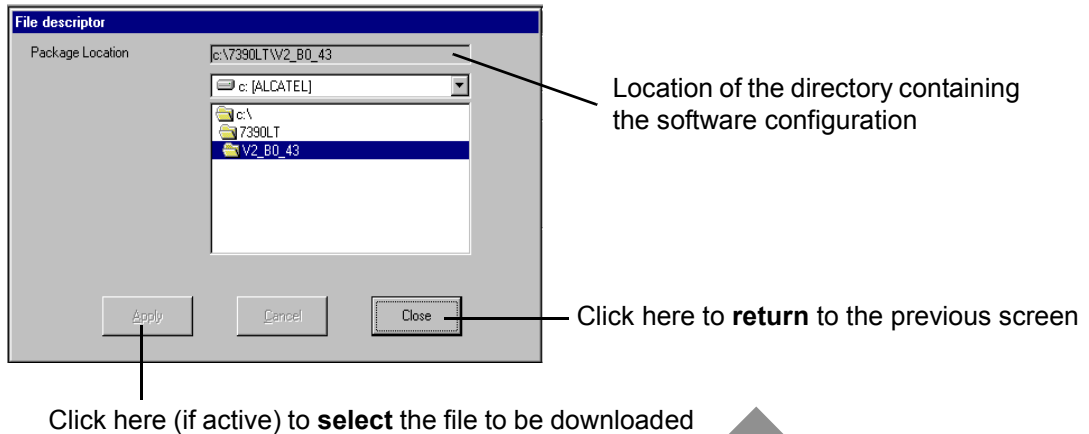 File descriptor
Package Location
c:\7390LT\V2_B0_43
c: [ALCATEL]
c:\
7390LT
V2_B0_43
Location of the directory containing
the software configuration
Apply
Cancel
Close
Click here to return to the previous screen
Click here (if active) to select the file to be downloaded